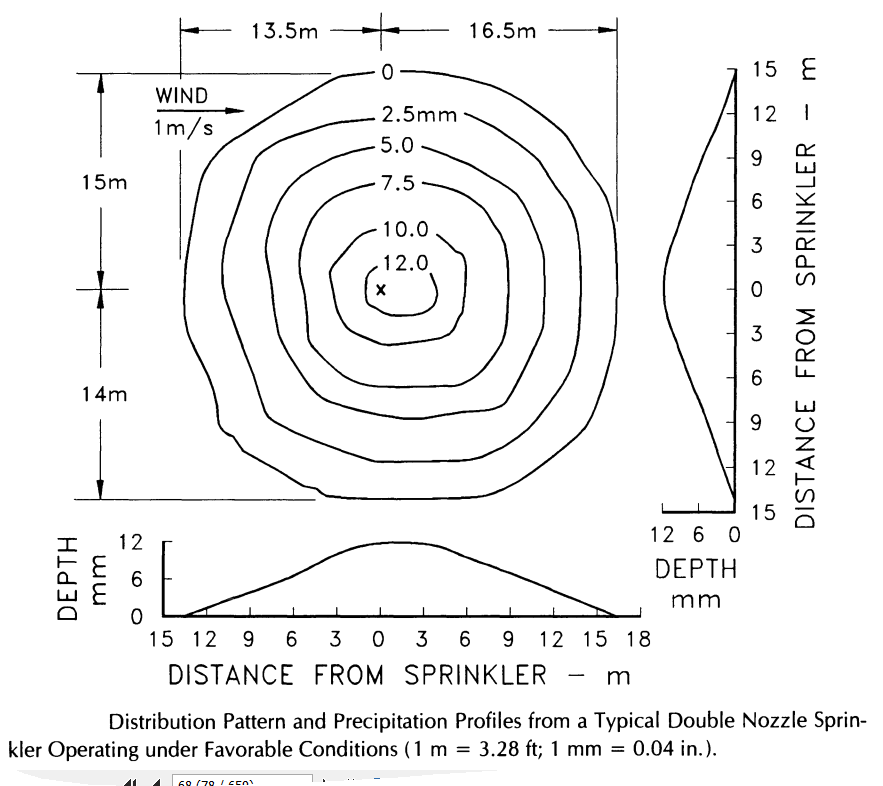 13.5m 16.5m
0
WIND
1m/s
2.5mm
5.0
7.5
10.0
12.0
x
15m
14m
15
12
9
6
3
0
3
6
9
12
15
DISTANCE FROM SPRINKLER - m
12 6 0
DEPTH
mm
12
6
0
DEPTH
mm
15 12 9 6 3 0 3 6 9 12 15 18
DISTANCE FROM SPRINKLER - m
Distribution Pattern and Precipitation Profiles from a Typical Double Nozzle Sprin-
kler Operating under Favorable Conditions (1 m = 3.28 ft; 1 mm = 0.04 in.).
68 (78 / 659)